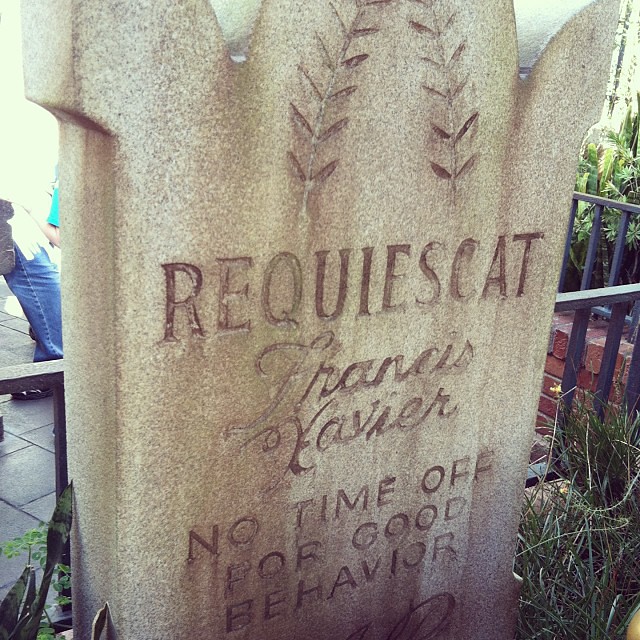 REQUIESCAT
Francis
Xavier
NO TIME OFF
FOR GOOD
BEHAVIOR